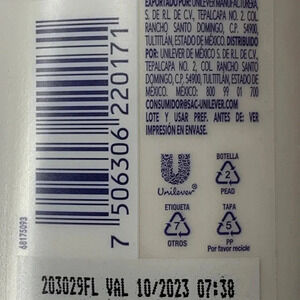 EXPORTADO POR: UNILEVER MANUFACTURERA,
S. DE R.L. DE C.V., TEPALCAPA NO. 2, COL.
RANCHO SANTO DOMINGO, C.P. 54900,
TULTITLÁN, ESTADO DE MÉXICO. DISTRIBUIDO
POR: UNILEVER DE MÉXICO S. DE R.L. DE C.V.
TEPALCAPA NO. 2, COL. RANCHO SANTO
DOMINGO, C.P. 54900, TULTITLÁN, ESTADO
DE MÉXICO. MÉXICO: 800 99 01 700
CONSUMIDOR@SAC-UNILEVER.COM
LOTE Y USAR PREF. ANTES DE: VER
IMPRESIÓN EN ENVASE.
7 506306 220171
68175093
Unilever
BOTELLA
2
PEAD
ETIQUETA
7
OTROS
TAPA
5
PP
Por favor recicle
203029FL VAL 10/2023 07:38